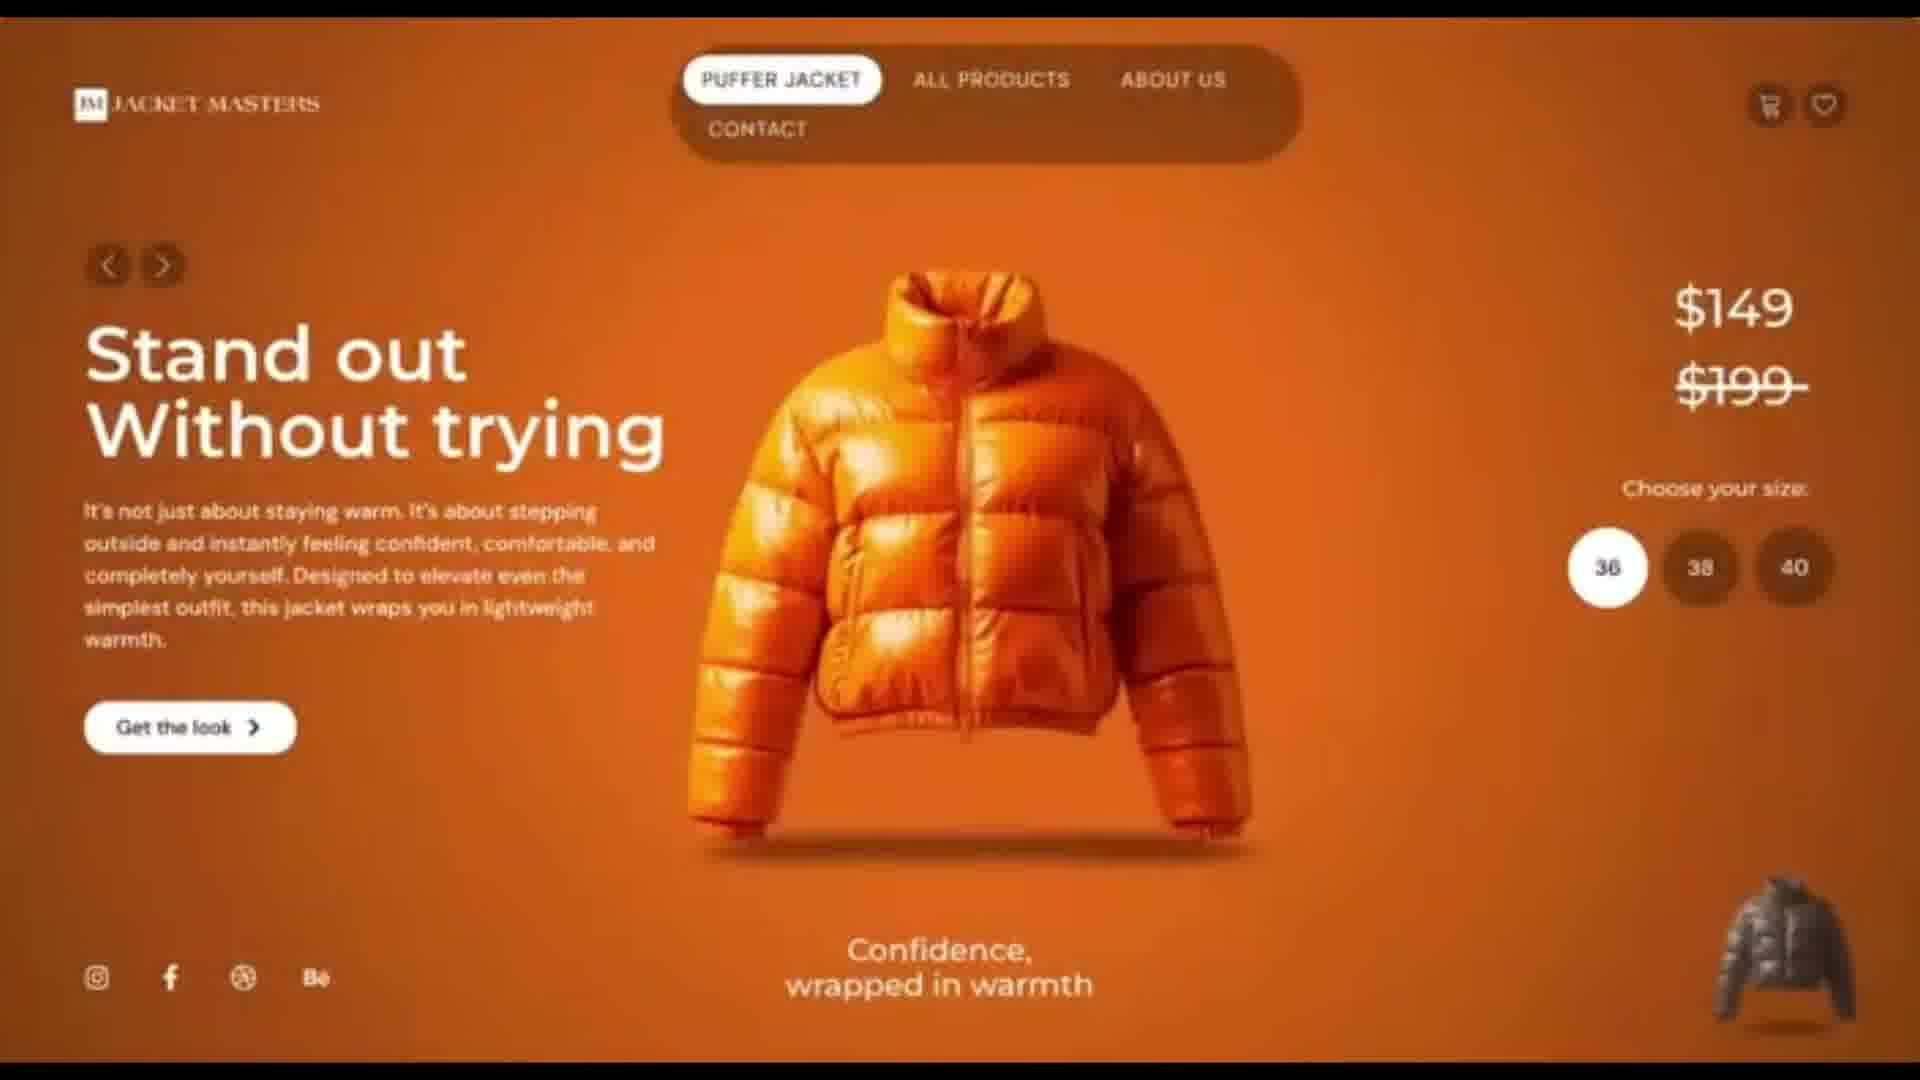 JM JACKET MASTERS
PUFFER JACKET ALL PRODUCTS ABOUT US
CONTACT
Stand out
Without trying
It's not just about staying warm. It's about stepping
outside and instantly feeling confident, comfortable, and
completely yourself. Designed to elevate even the
simplest outfit, this jacket wraps you in lightweight
warmth.
Get the look
$149
$199
Choose your size:
36 38 40
Confidence,
wrapped in warmth
Bē